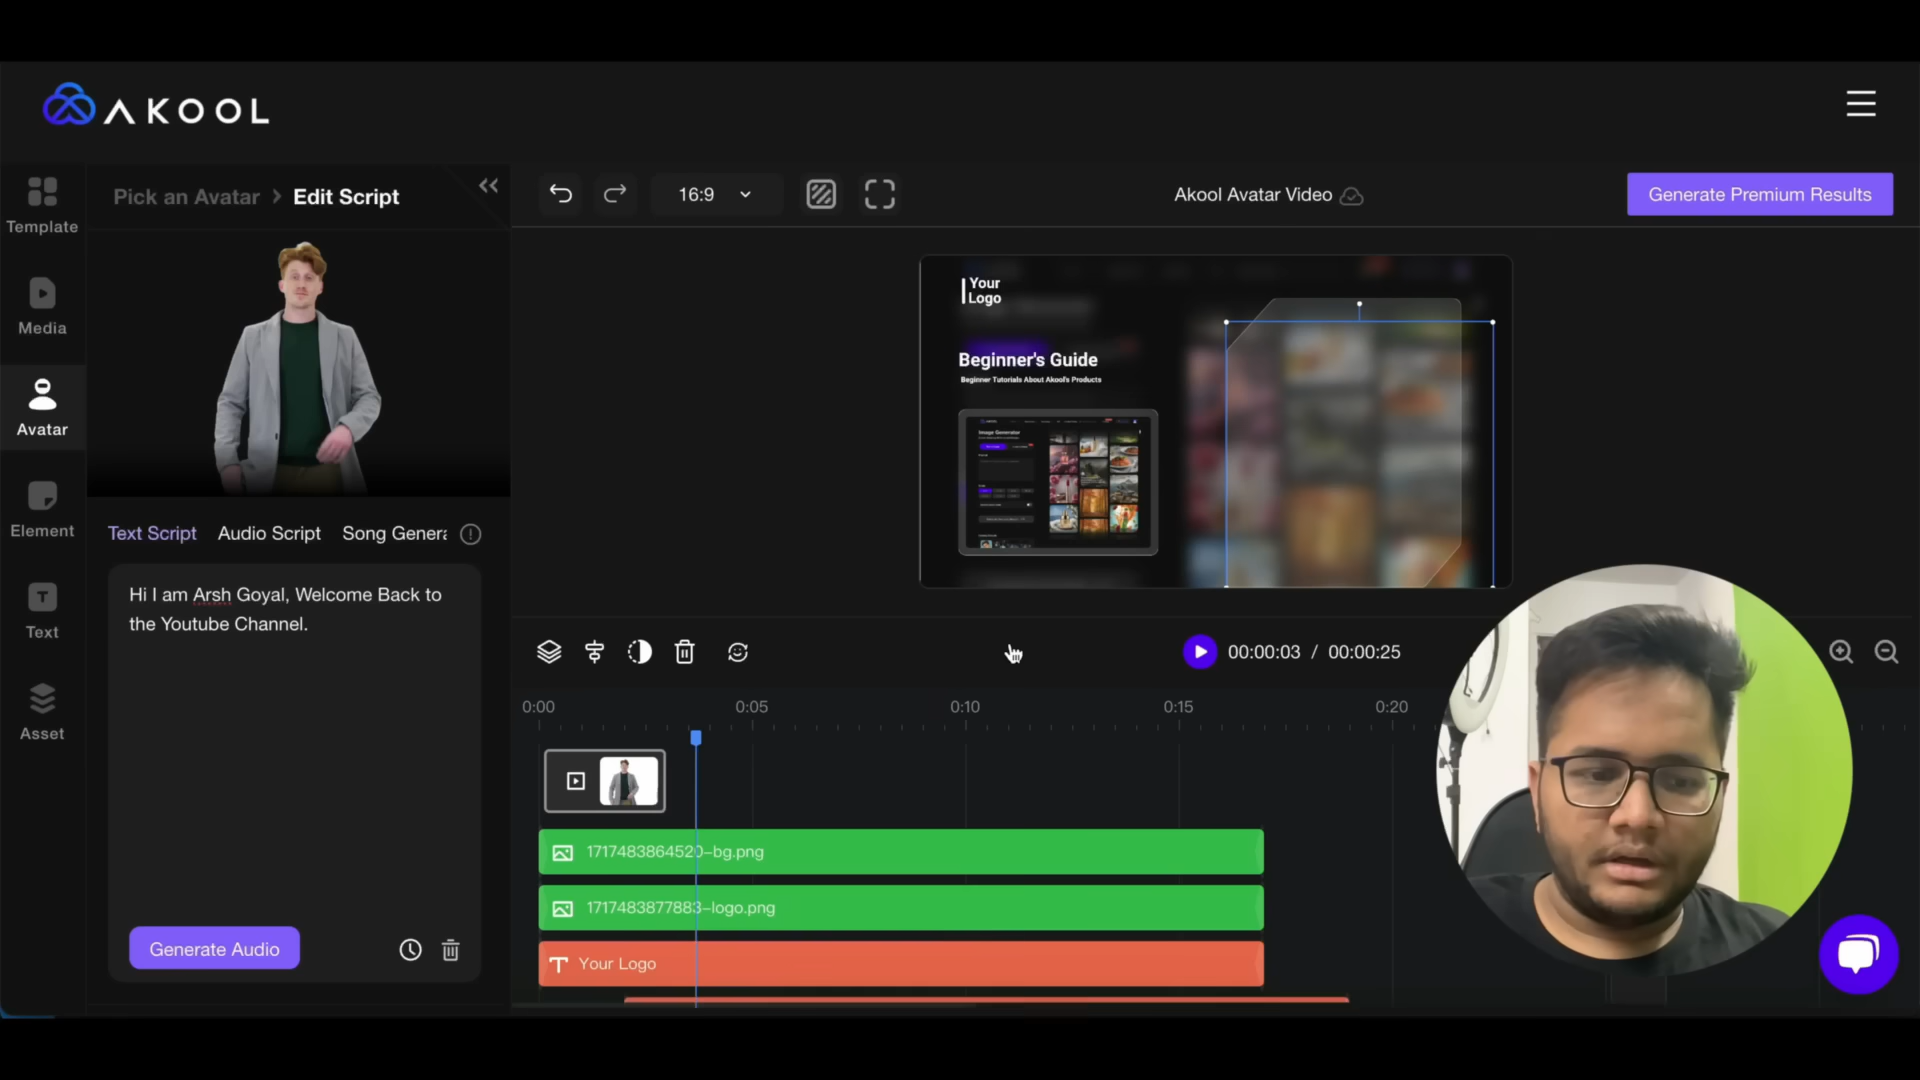 AKOOL
Template
Media
Avatar
Element
Text
Asset
Pick an Avatar > Edit Script
Text Script
Audio Script
Song Genera
Hi I am Arsh Goyal, Welcome Back to
the Youtube Channel.
Generate Audio
16:9
Akool Avatar Video
Generate Premium Results
Your
Logo
Beginner's Guide
Beginner Tutorials About Akool's Products
Image Generator
00:00:03 / 00:00:25
0:00
0:05
0:10
0:15
0:20
1717483864520-bg.png
1717483877883-logo.png
Your Logo